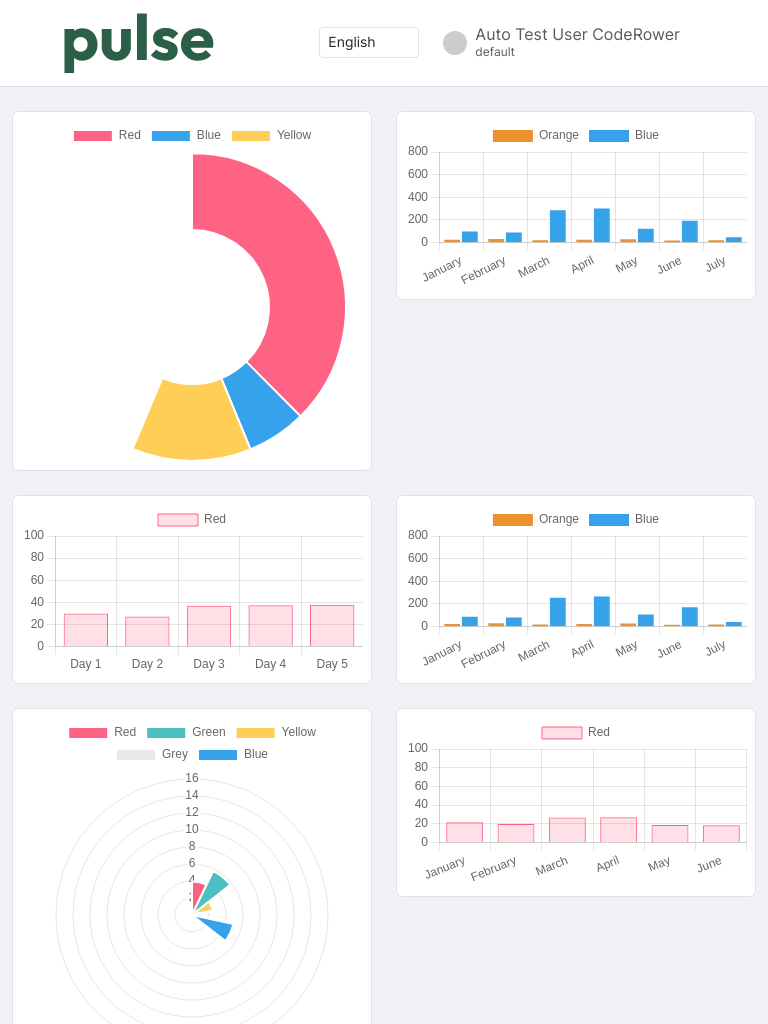 pulse
English
Auto Test User CodeRower
default
Red Blue Yellow
Orange Blue
800
600
400
200
0
January February March April May June July
Red
100
80
60
40
20
0
Day 1 Day 2 Day 3 Day 4 Day 5
Orange Blue
800
600
400
200
0
January February March April May June July
Red Green Yellow
Grey Blue
16
14
12
10
8
6
4
Red
100
80
60
40
20
0
January February March April May June